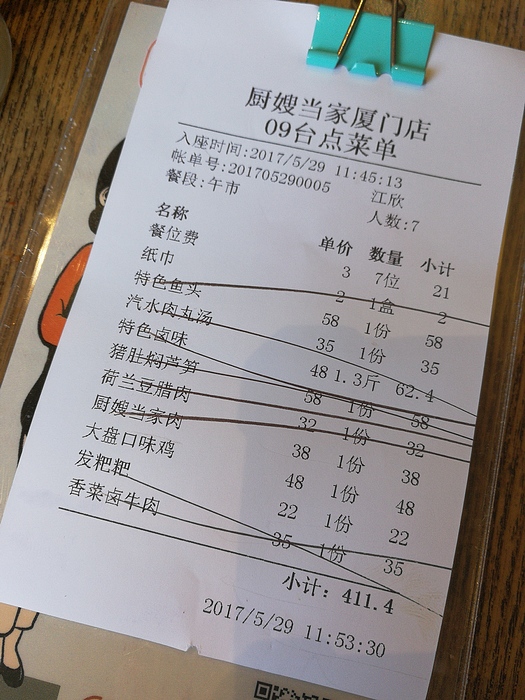 厨嫂当家厦门店
09台点菜单
入座时间:2017/5/29 11:45:13
帐单号:201705290005 江欣
餐段:午市 人数:7
名称 单价 数量 小计
餐位费 3 7位 21
纸巾 2 1盒 2
特色鱼头 58 1份 58
汽水肉丸汤 35 1份 35
特色卤味 48 1.3斤 62.4
猪肚焖芦笋 58 1份 58
荷兰豆腊肉 32 1份 32
厨嫂当家肉 38 1份 38
大盘口味鸡 48 1份 48
发粑粑 22 1份 22
香菜卤牛肉 35 1份 35
小计: 411.4
2017/5/29 11:53:30